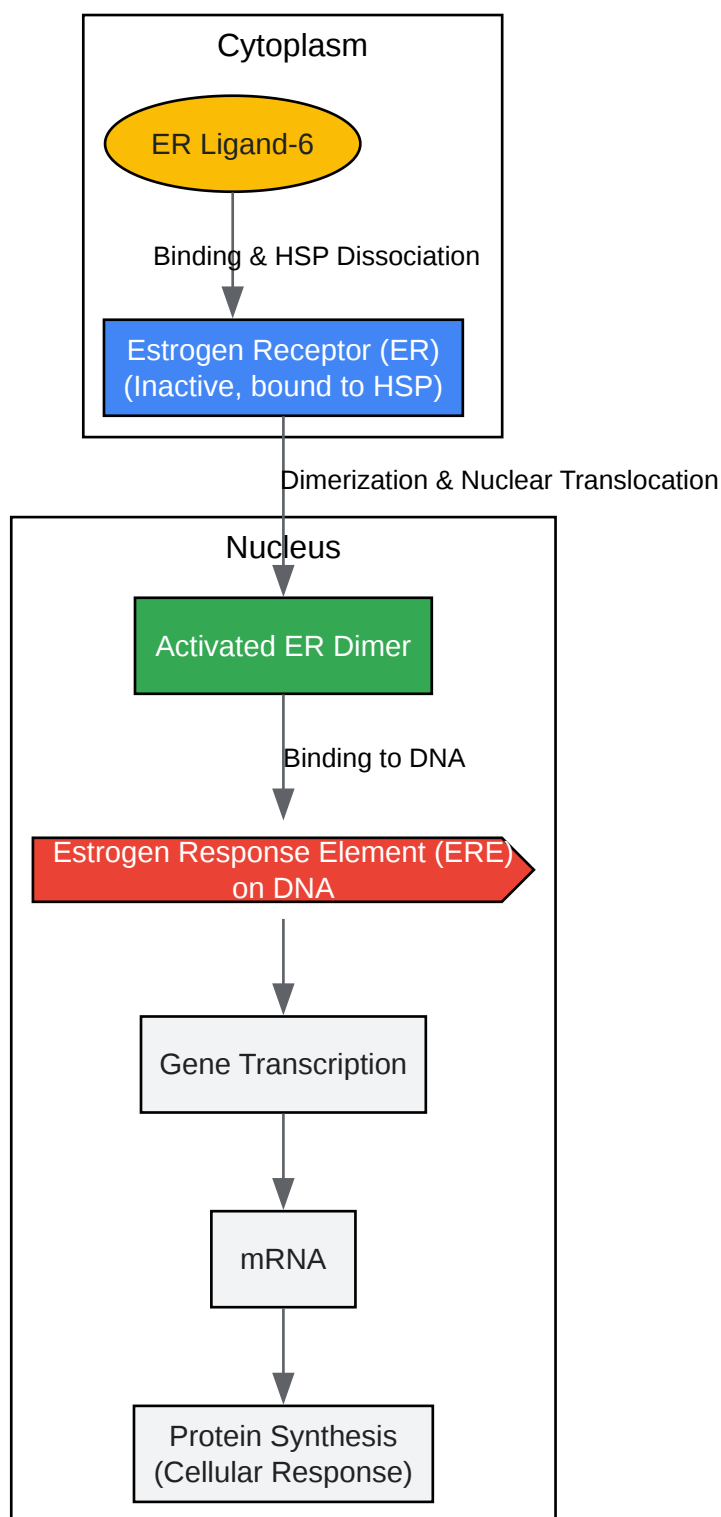 Cytoplasm
ER Ligand-6
Binding & HSP Dissociation
Estrogen Receptor (ER)
(Inactive, bound to HSP)
Dimerization & Nuclear Translocation
Nucleus
Activated ER Dimer
Binding to DNA
Estrogen Response Element (ERE)
on DNA
Gene Transcription
mRNA
Protein Synthesis
(Cellular Response)